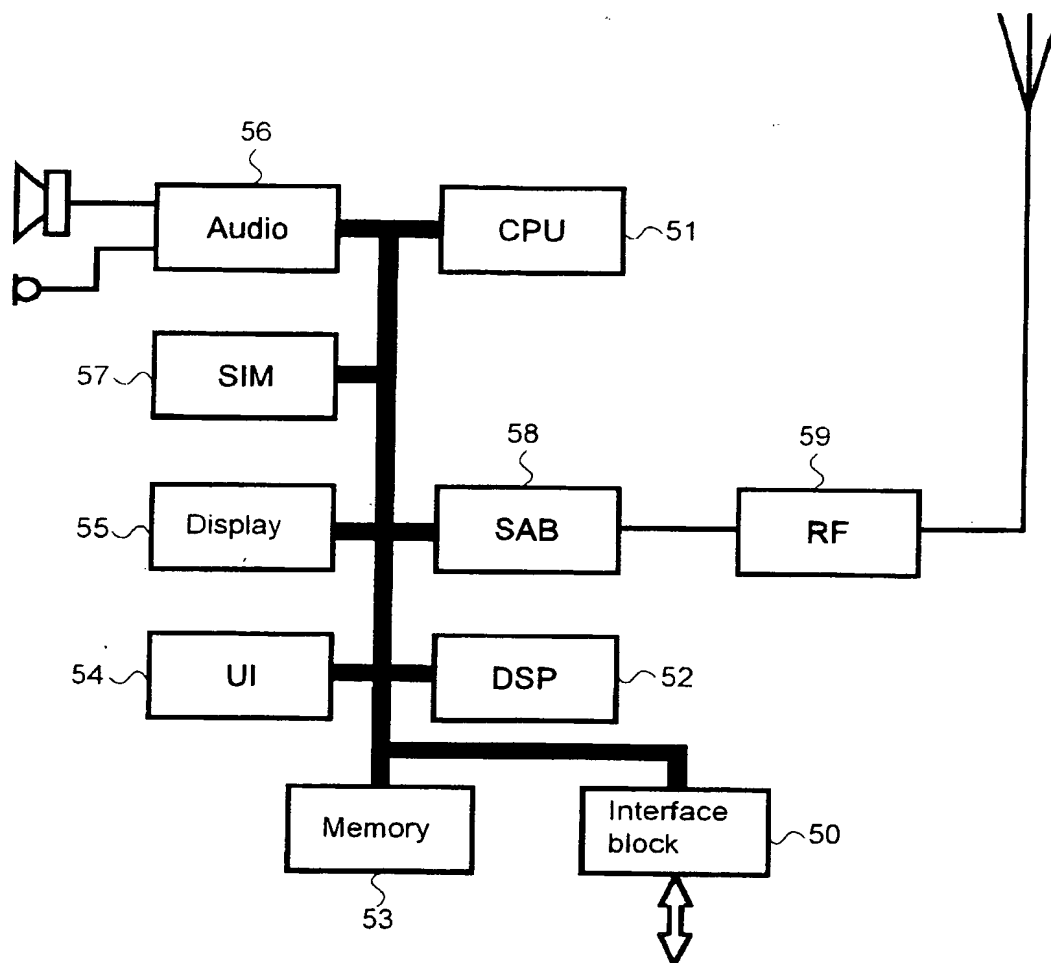 56
Audio
CPU
51
57
SIM
58
59
55
Display
SAB
RF
54
UI
DSP
52
Memory
Interface
block
50
53